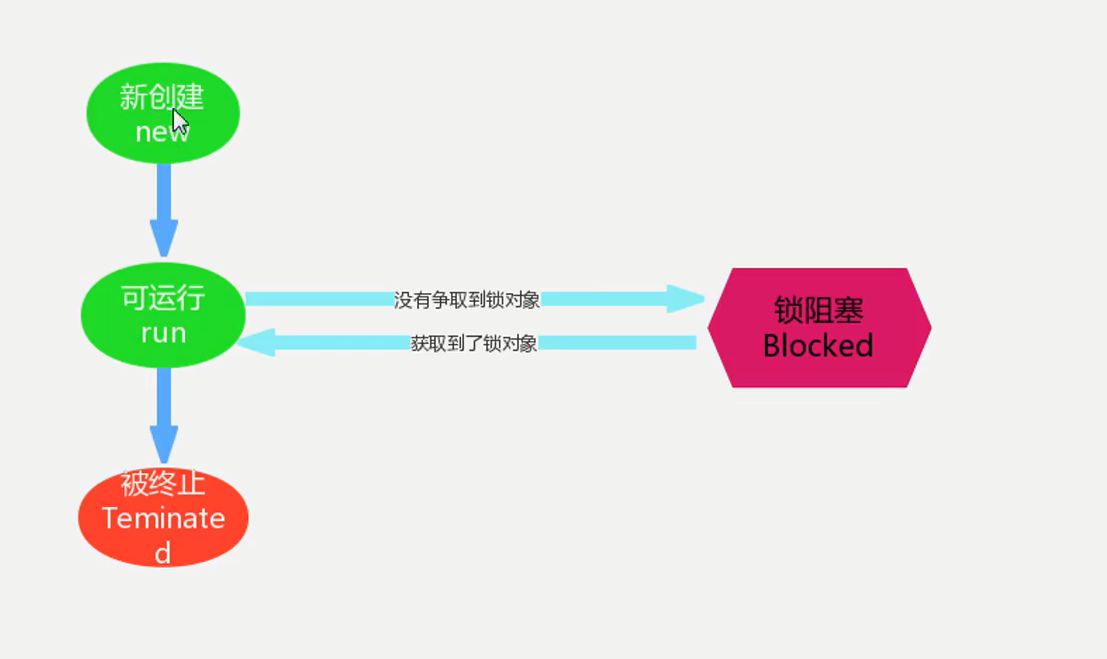 新创建
new
可运行
run
没有争取到锁对象
获取到了锁对象
锁阻塞
Blocked
被终止
Teminate
d